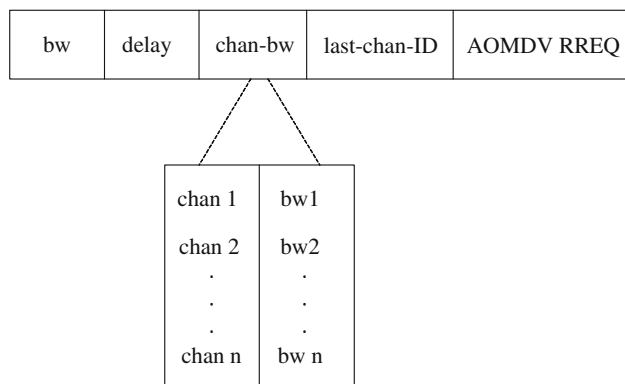 bw delay chan-bw last-chan-ID AOMDV RREQ
chan 1 bw1
chan 2 bw2
. .
. .
. .
chan n bw n